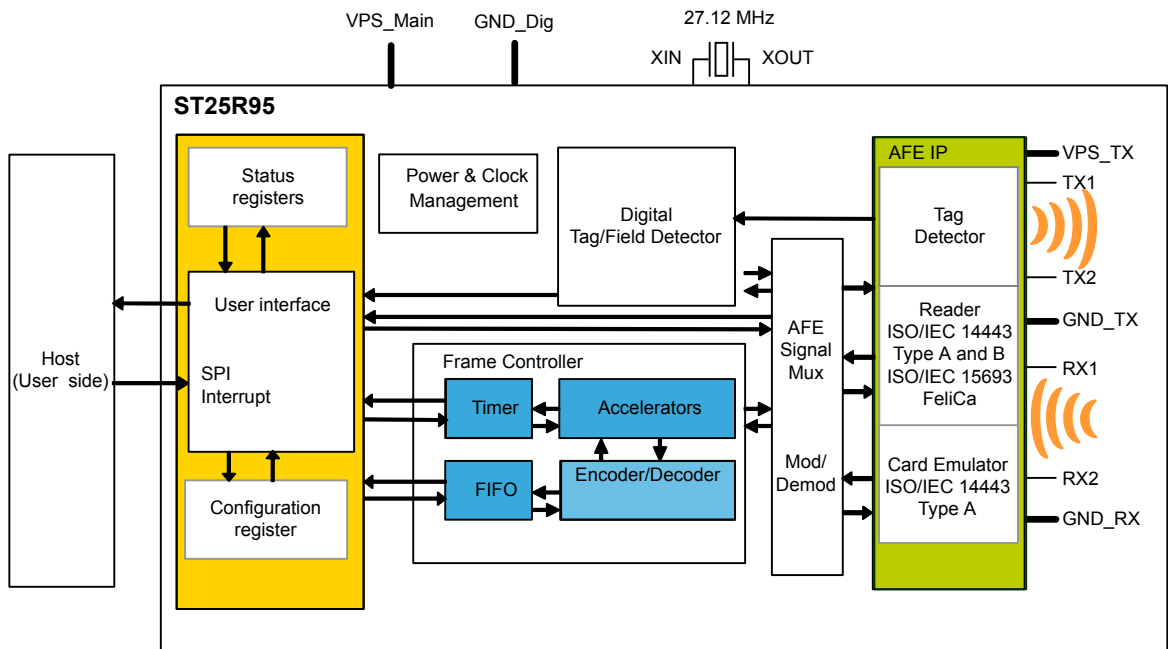 VPS_Main
GND_Dig
27.12 MHz
XIN
XOUT
ST25R95
Host
(User side)
Status
registers
User interface
SPI
Interrupt
Configuration
register
Power & Clock
Management
Digital
Tag/Field Detector
Frame Controller
Timer
Accelerators
FIFO
Encoder/Decoder
AFE
Signal
Mux
Mod/
Demod
AFE IP
Tag
Detector
Reader
ISO/IEC 14443
Type A and B
ISO/IEC 15693
FeliCa
Card Emulator
ISO/IEC 14443
Type A
VPS_TX
TX1
TX2
GND_TX
RX1
RX2
GND_RX